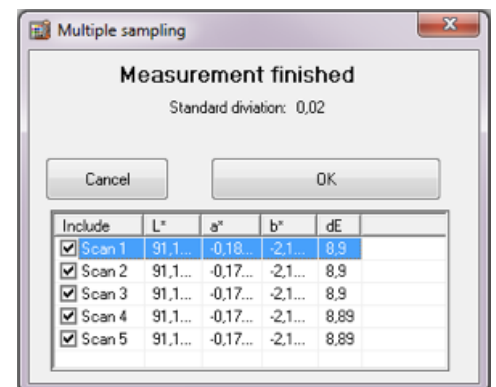 Multiple sampling
Measurement finished
Standard diviation: 0,02
Cancel OK
Include L* a* b* dE
Scan 1 91,1... -0,18... -2,1... 8,9
Scan 2 91,1... -0,17... -2,1... 8,9
Scan 3 91,1... -0,17... -2,1... 8,9
Scan 4 91,1... -0,17... -2,1... 8,89
Scan 5 91,1... -0,17... -2,1... 8,89